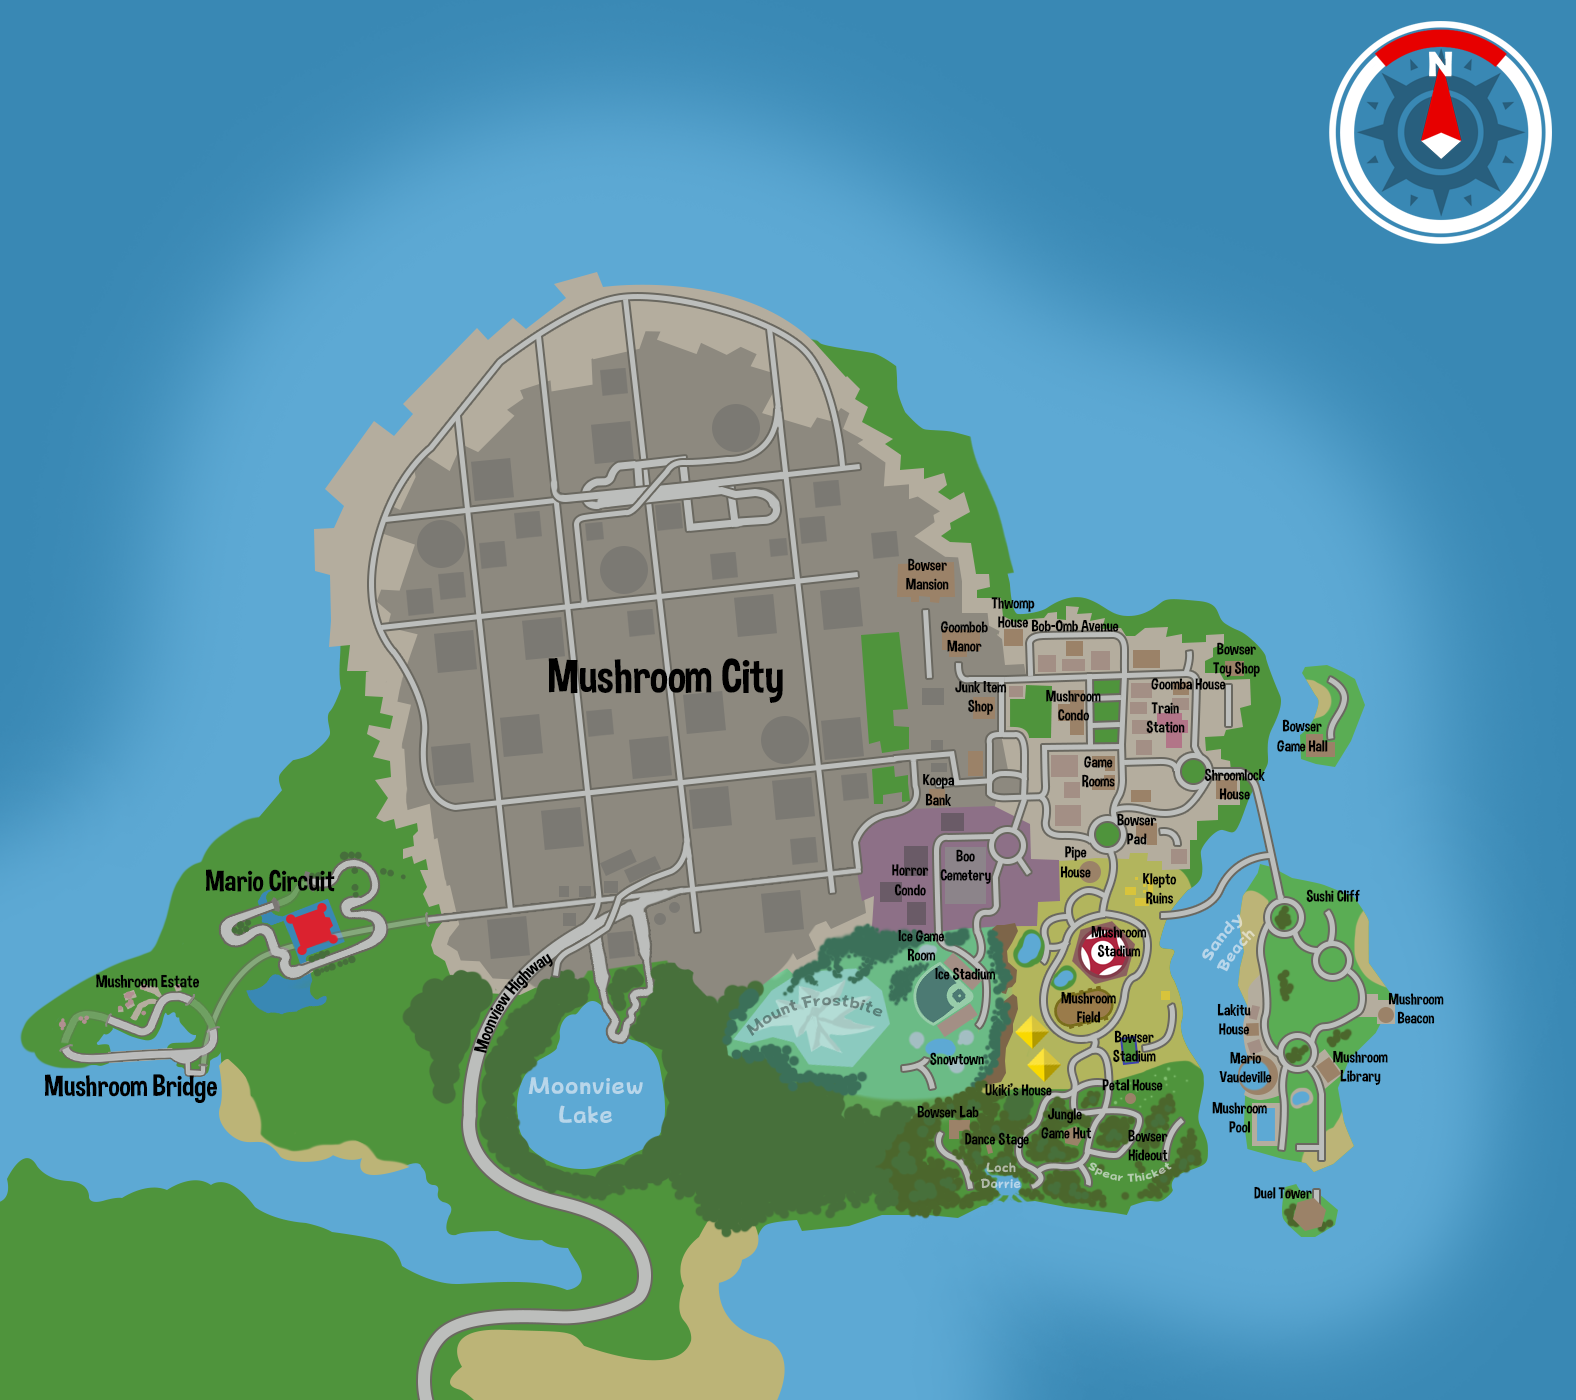 N
Bowser
Mansion
Thwomp
House
Bob-Omb Avenue
Goombob
Manor
Bowser
Toy Shop
Mushroom City
Junk Item
Shop
Mushroom
Condo
Goomba House
Train
Station
Bowser
Game Hall
Game
Rooms
Shroomlock
House
Koopa
Bank
Bowser
Pad
Pipe
House
Boo
Cemetery
Horror
Condo
Klepto
Ruins
Mario Circuit
Sushi Cliff
Ice Game
Room
Mushroom
Stadium
Sandy
Beach
Ice Stadium
Mushroom Estate
Moonview Highway
Mount Frostbite
Mushroom
Field
Mushroom
Beacon
Lakitu
House
Bowser
Stadium
Snowtown
Mario
Vaudeville
Mushroom
Library
Mushroom Bridge
Moonview
Lake
Ukiki's House
Petal House
Bowser Lab
Jungle
Game Hut
Mushroom
Pool
Dance Stage
Bowser
Hideout
Loch
Dorrie
Spear Thicket
Duel Tower